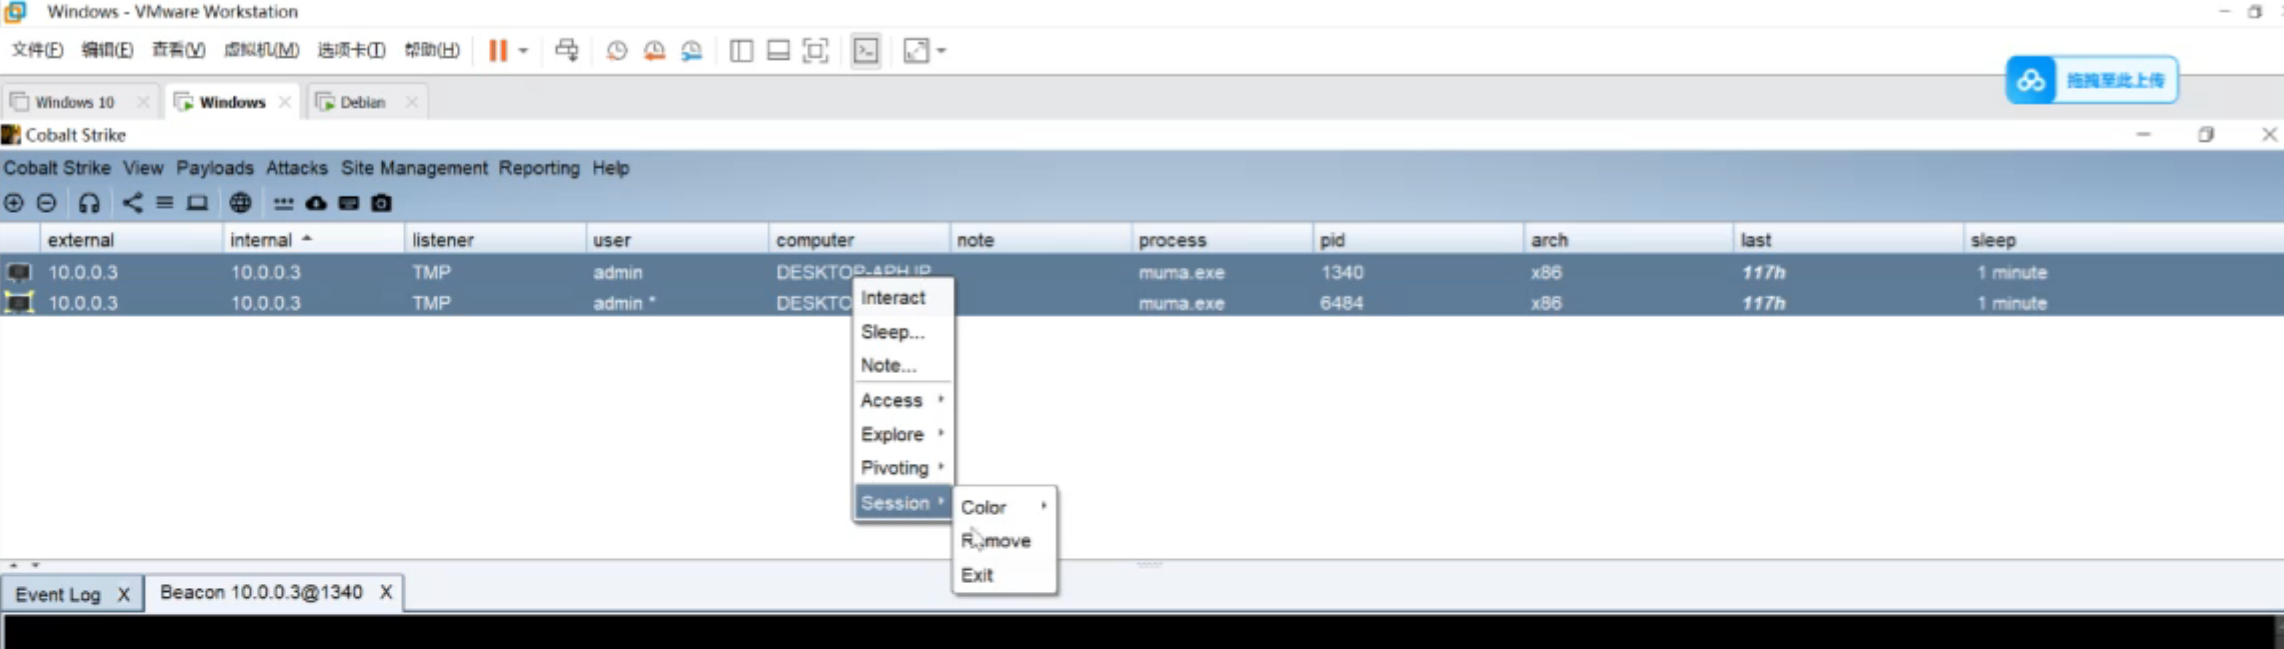 Windows - VMware Workstation
文件(F) 编辑(E) 查看(V) 虚拟机(M) 选项卡(T) 帮助(H)
拖拽至此上传
Windows 10 Windows Debian
Cobalt Strike
Cobalt Strike View Payloads Attacks Site Management Reporting Help
external internal listener user computer note process pid arch last sleep
10.0.0.3 10.0.0.3 TMP admin muma.exe 1340 x86 117h 1 minute
10.0.0.3 10.0.0.3 TMP admin * DESKTO muma.exe 6484 x86 117h 1 minute
Interact
Sleep...
Note...
Access
Explore
Pivoting
Session
Color
Remove
Exit
Event Log X Beacon 10.0.0.3@1340 X